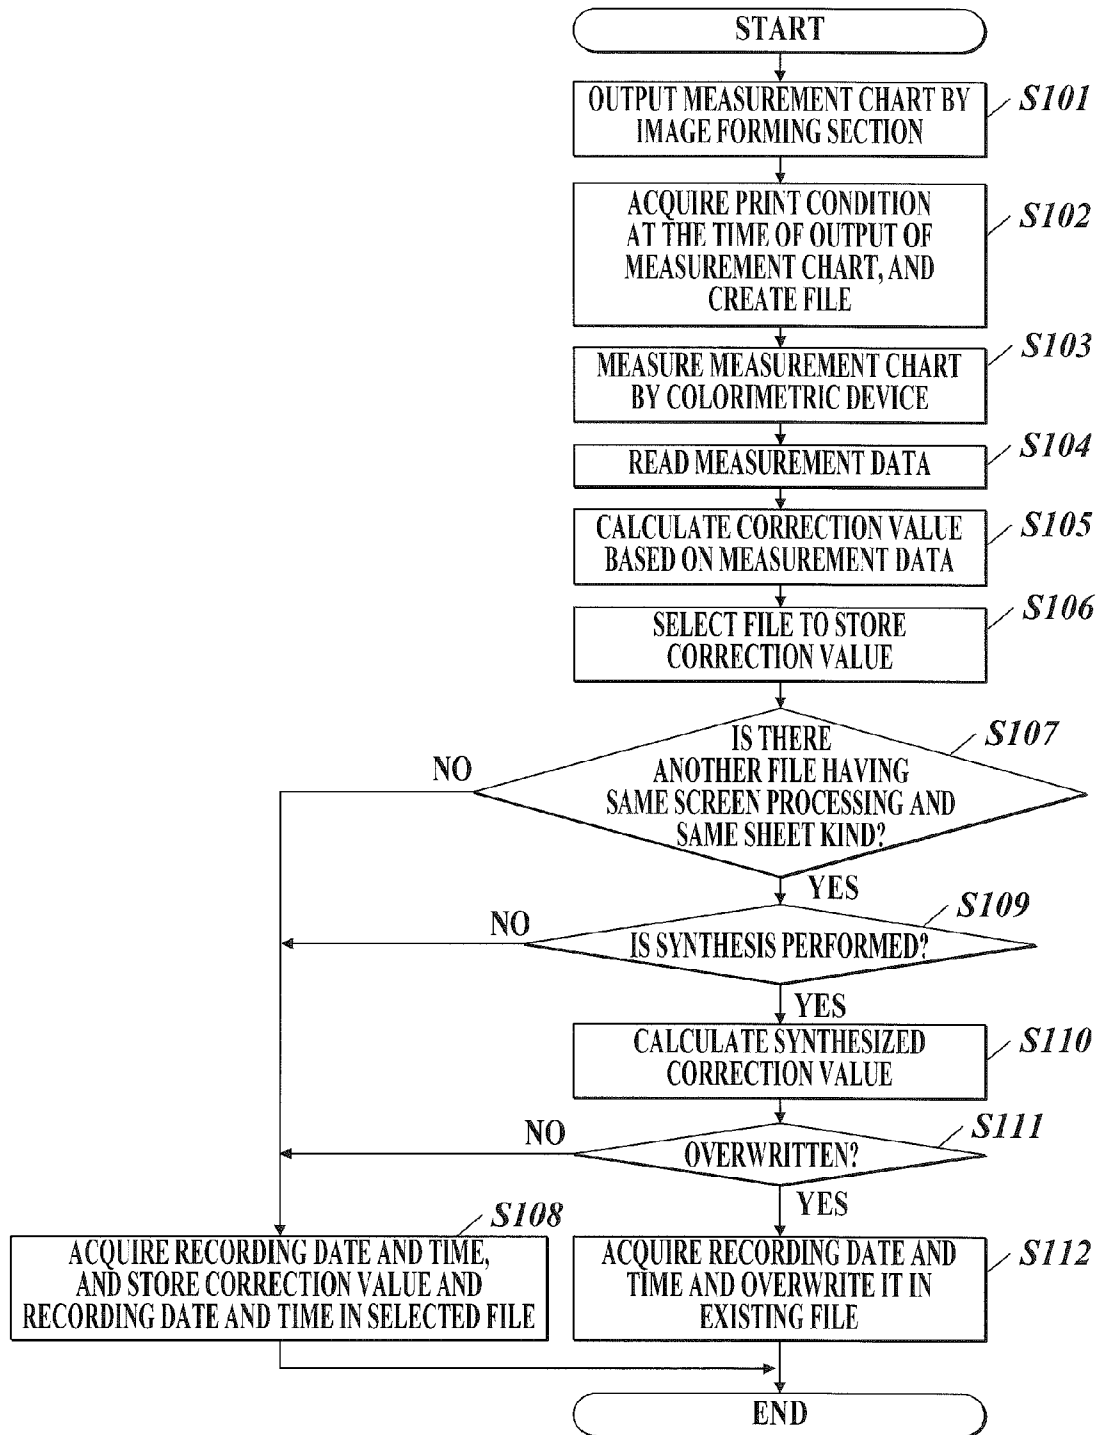 START
OUTPUT MEASUREMENT CHART BY
IMAGE FORMING SECTION
S101
ACQUIRE PRINT CONDITION
AT THE TIME OF OUTPUT OF
MEASUREMENT CHART, AND
CREATE FILE
S102
MEASURE MEASUREMENT CHART
BY COLORIMETRIC DEVICE
S103
READ MEASUREMENT DATA
S104
CALCULATE CORRECTION VALUE
BASED ON MEASUREMENT DATA
S105
SELECT FILE TO STORE
CORRECTION VALUE
S106
IS THERE
ANOTHER FILE HAVING
SAME SCREEN PROCESSING AND
SAME SHEET KIND?
S107
NO
YES
IS SYNTHESIS PERFORMED?
S109
NO
YES
CALCULATE SYNTHESIZED
CORRECTION VALUE
S110
OVERWRITTEN?
S111
NO
YES
ACQUIRE RECORDING DATE AND TIME,
AND STORE CORRECTION VALUE AND
RECORDING DATE AND TIME IN SELECTED FILE
S108
ACQUIRE RECORDING DATE AND
TIME AND OVERWRITE IT IN
EXISTING FILE
S112
END